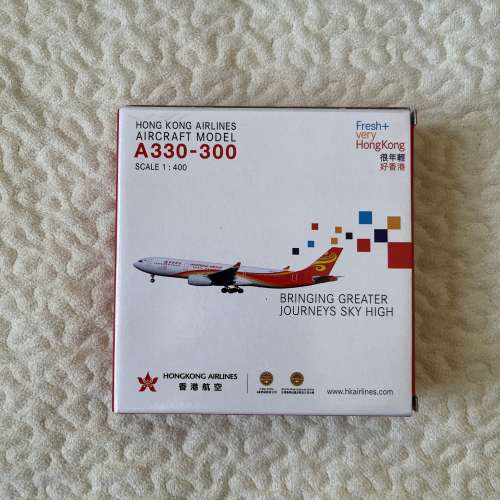 HONG KONG AIRLINES
AIRCRAFT MODEL
A330-300
SCALE 1 : 400
Fresh+
very
HongKong
很年輕
好香港
BRINGING GREATER
JOURNEYS SKY HIGH
HONGKONG AIRLINES
香港航空
www.hkairlines.com